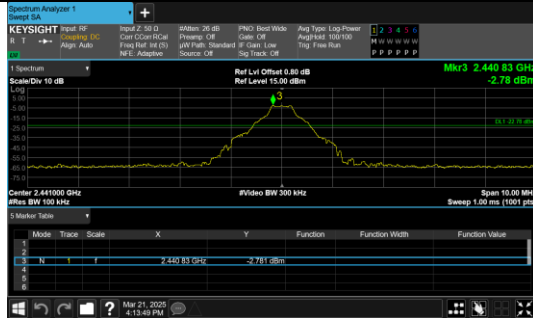 Spectrum Analyzer 1
Swept SA
+
KEYSIGHT Input: RF Input Z: 50 Ω #Atten: 26 dB PNO: Best Wide Avg Type: Log-Power 1 2 3 4 5 6
R T Coupling: DC Corr CCorr RCal Preamp: Off Gate: Off Avg|Hold: 100/100 M W W W W W
Align: Auto Freq Ref: Int (S) µW Path: Standard IF Gain: Low Trig: Free Run
NFE: Adaptive Source: Off Sig Track: Off P P P P P P
1 Spectrum Ref Lvl Offset 0.80 dB Mkr3 2.440 83 GHz
Scale/Div 10 dB Ref Level 15.00 dBm -2.78 dBm
Log
5.00
-5.00
-15.0
-25.0
-35.0
-45.0
-55.0
-65.0
-75.0
3
DL1 -22.78 dBm
Center 2.441000 GHz #Video BW 300 kHz Span 10.00 MHz
#Res BW 100 kHz Sweep 1.00 ms (1001 pts)
5 Marker Table
Mode Trace Scale X Y Function Function Width Function Value
1
2
3 N 1 f 2.440 83 GHz -2.781 dBm
4
5
6
? Mar 21, 2025
4:13:49 PM